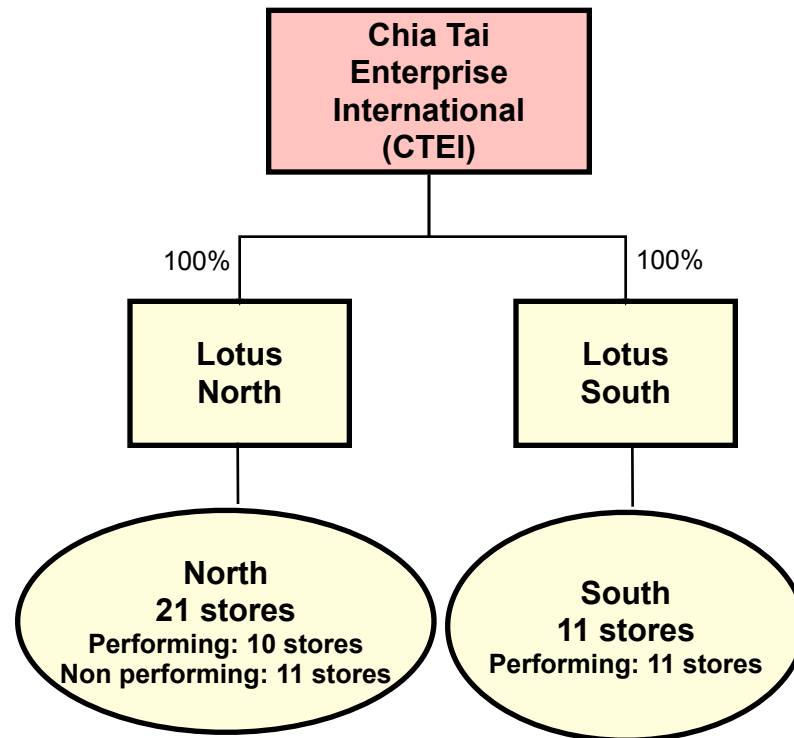 Chia Tai
Enterprise
International
(CTEI)
100%
100%
Lotus
North
Lotus
South
North
21 stores
Performing: 10 stores
Non performing: 11 stores
South
11 stores
Performing: 11 stores